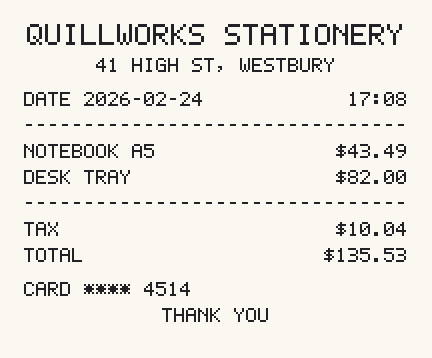 QUILLWORKS STATIONERY
41 HIGH ST, WESTBURY
DATE 2026-02-24 17:08
--------------------------------
NOTEBOOK A5 $43.49
DESK TRAY $82.00
--------------------------------
TAX $10.04
TOTAL $135.53
CARD **** 4514
THANK YOU